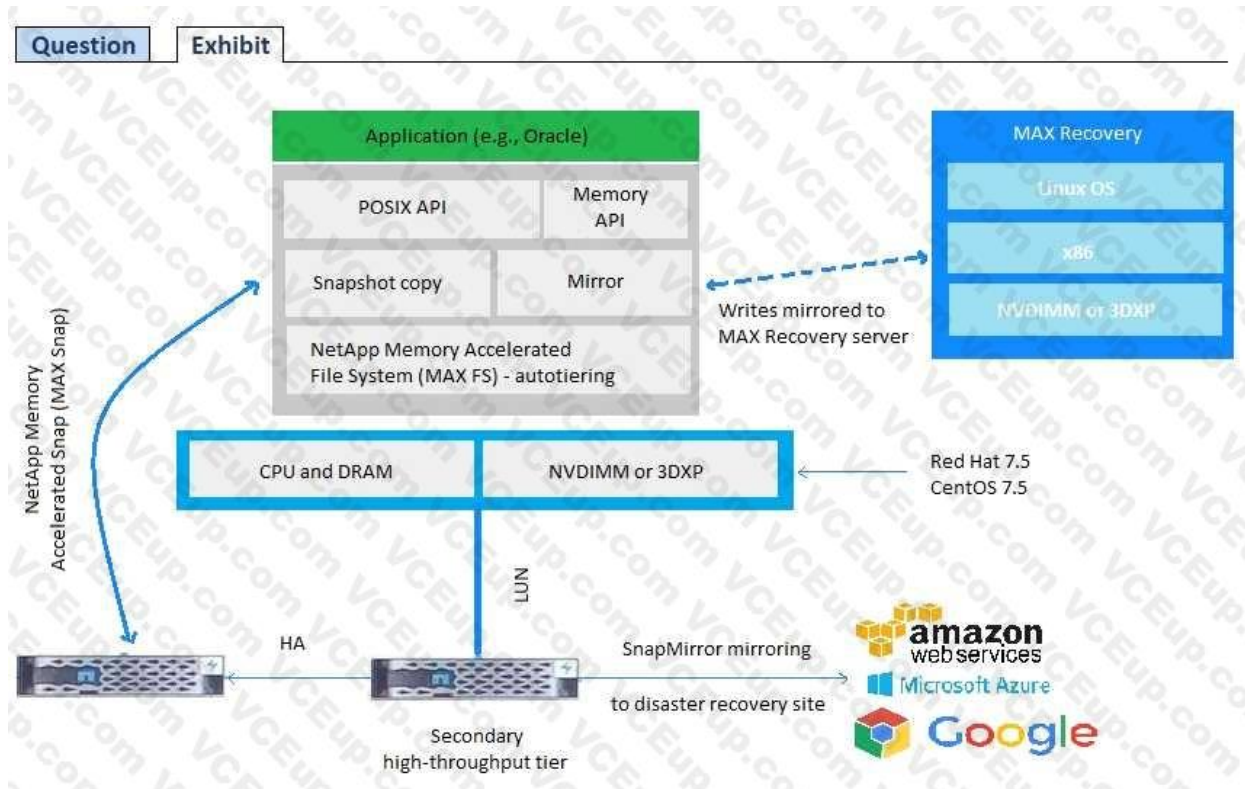 Question
Exhibit
Application (e.g., Oracle)
POSIX API
Memory
API
Snapshot copy
Mirror
NetApp Memory Accelerated
File System (MAX FS) - autotiering
MAX Recovery
Linux OS
x86
NVDIMM or 3DXP
Writes mirrored to
MAX Recovery server
NetApp Memory
Accelerated Snap (MAX Snap)
CPU and DRAM
NVDIMM or 3DXP
Red Hat 7.5
CentOS 7.5
LUN
HA
SnapMirror mirroring
to disaster recovery site
Secondary
high-throughput tier
amazon
webservices
Microsoft Azure
Google
VCEup.com